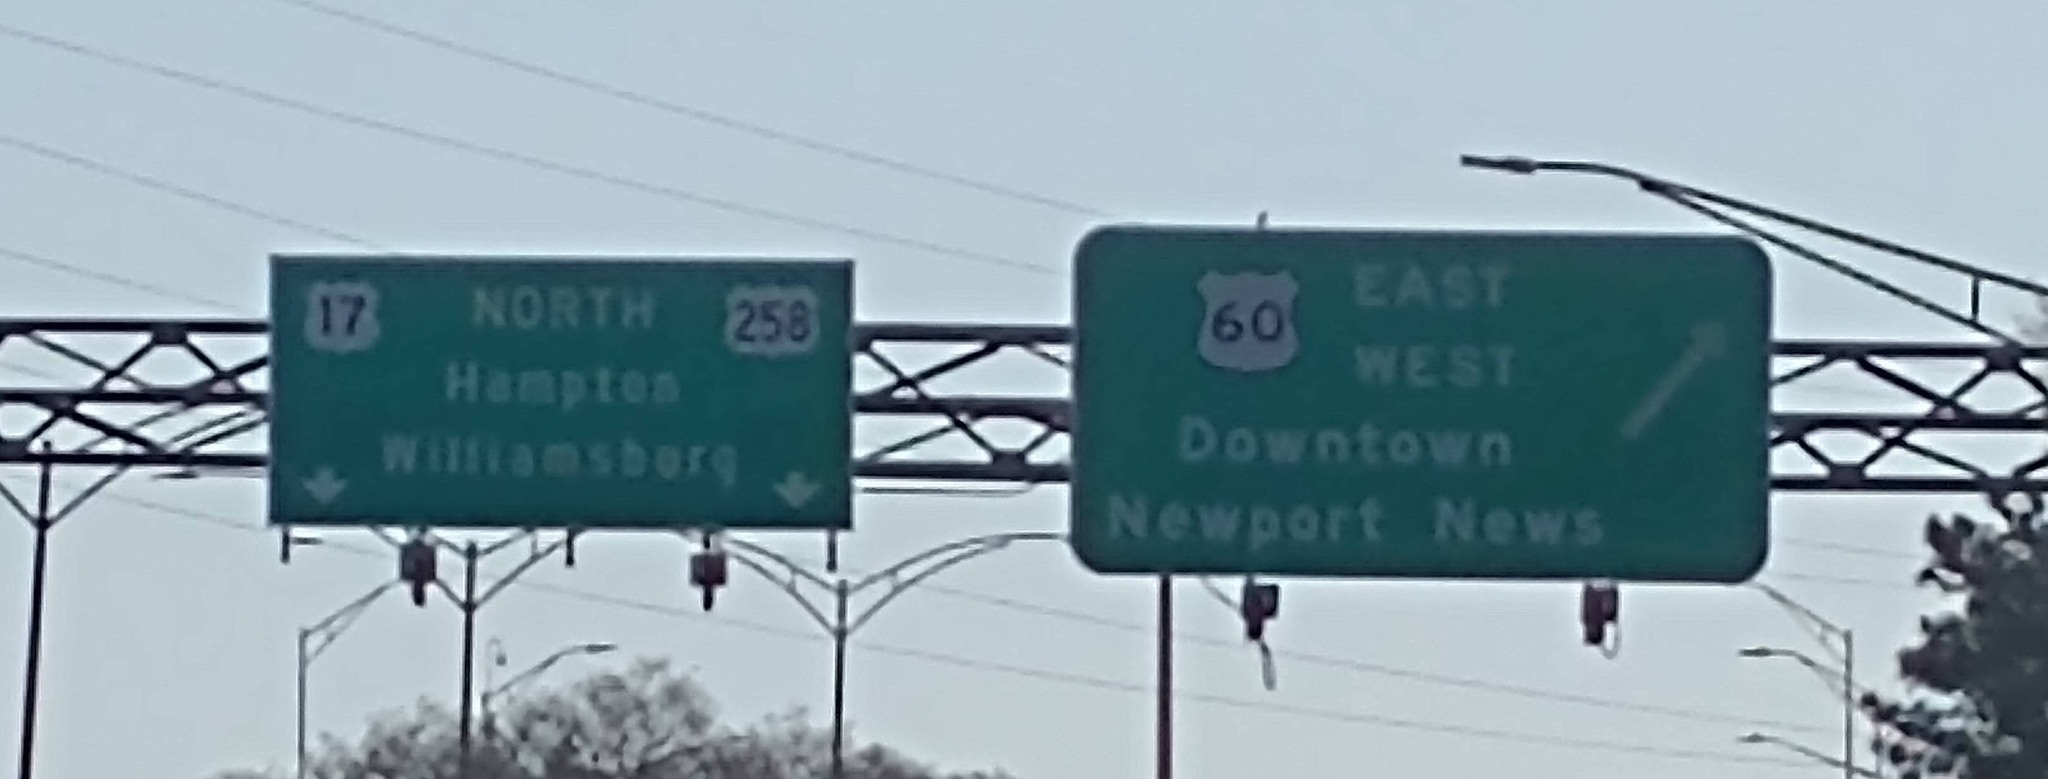 17 NORTH 258
Hampton
Williamsburg
60 EAST
WEST
Downtown
Newport News